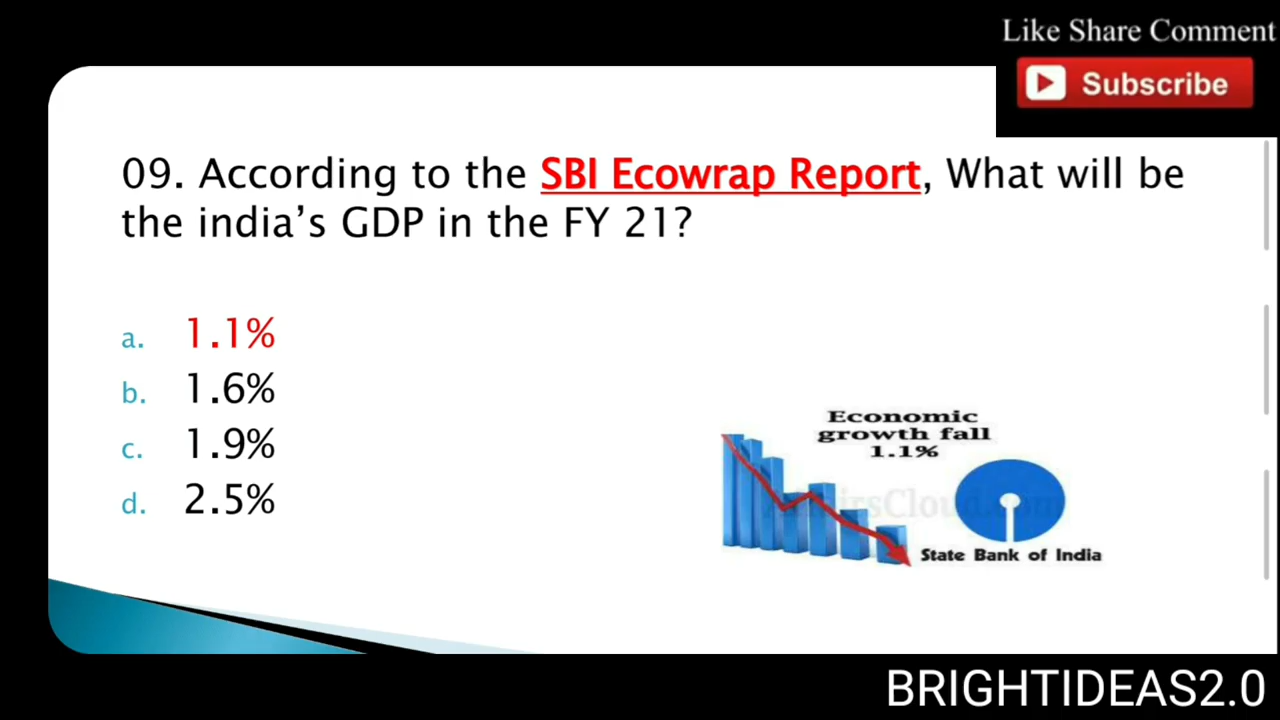 Like Share Comment
Subscribe
09. According to the SBI Ecowrap Report, What will be
the india's GDP in the FY 21?
a. 1.1%
b. 1.6%
c. 1.9%
d. 2.5%
Economic
growth fall
1.1%
AffairsCloud.com
State Bank of India
BRIGHTIDEAS2.0